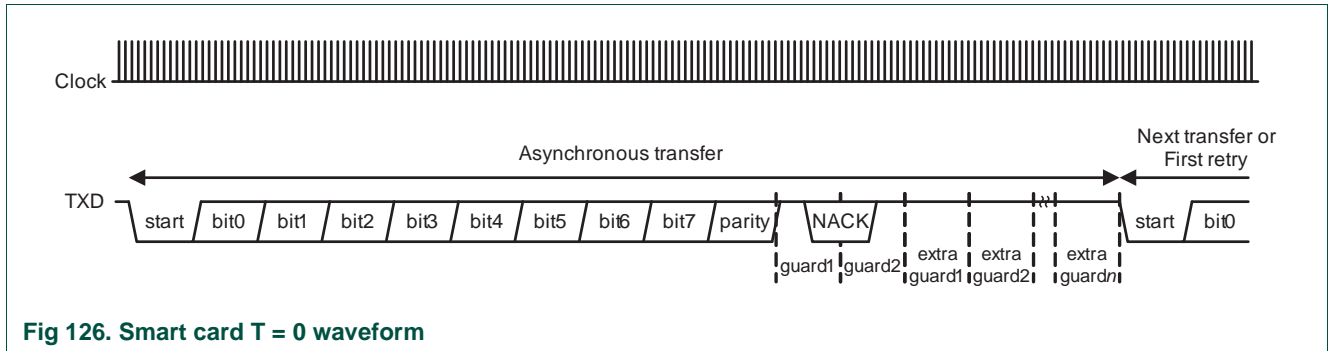 Clock
Next transfer or
First retry
Asynchronous transfer
TXD
start bit0 bit1 bit2 bit3 bit4 bit5 bit6 bit7 parity NACK start bit0
guard1 guard2 extra guard1 extra guard2 extra guardn
Fig 126. Smart card T = 0 waveform